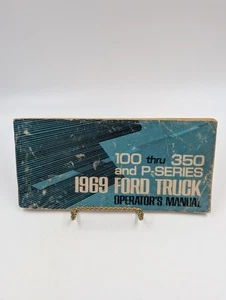 100 thru 350
and P-SERIES
1969 FORD TRUCK
OPERATOR'S MANUAL